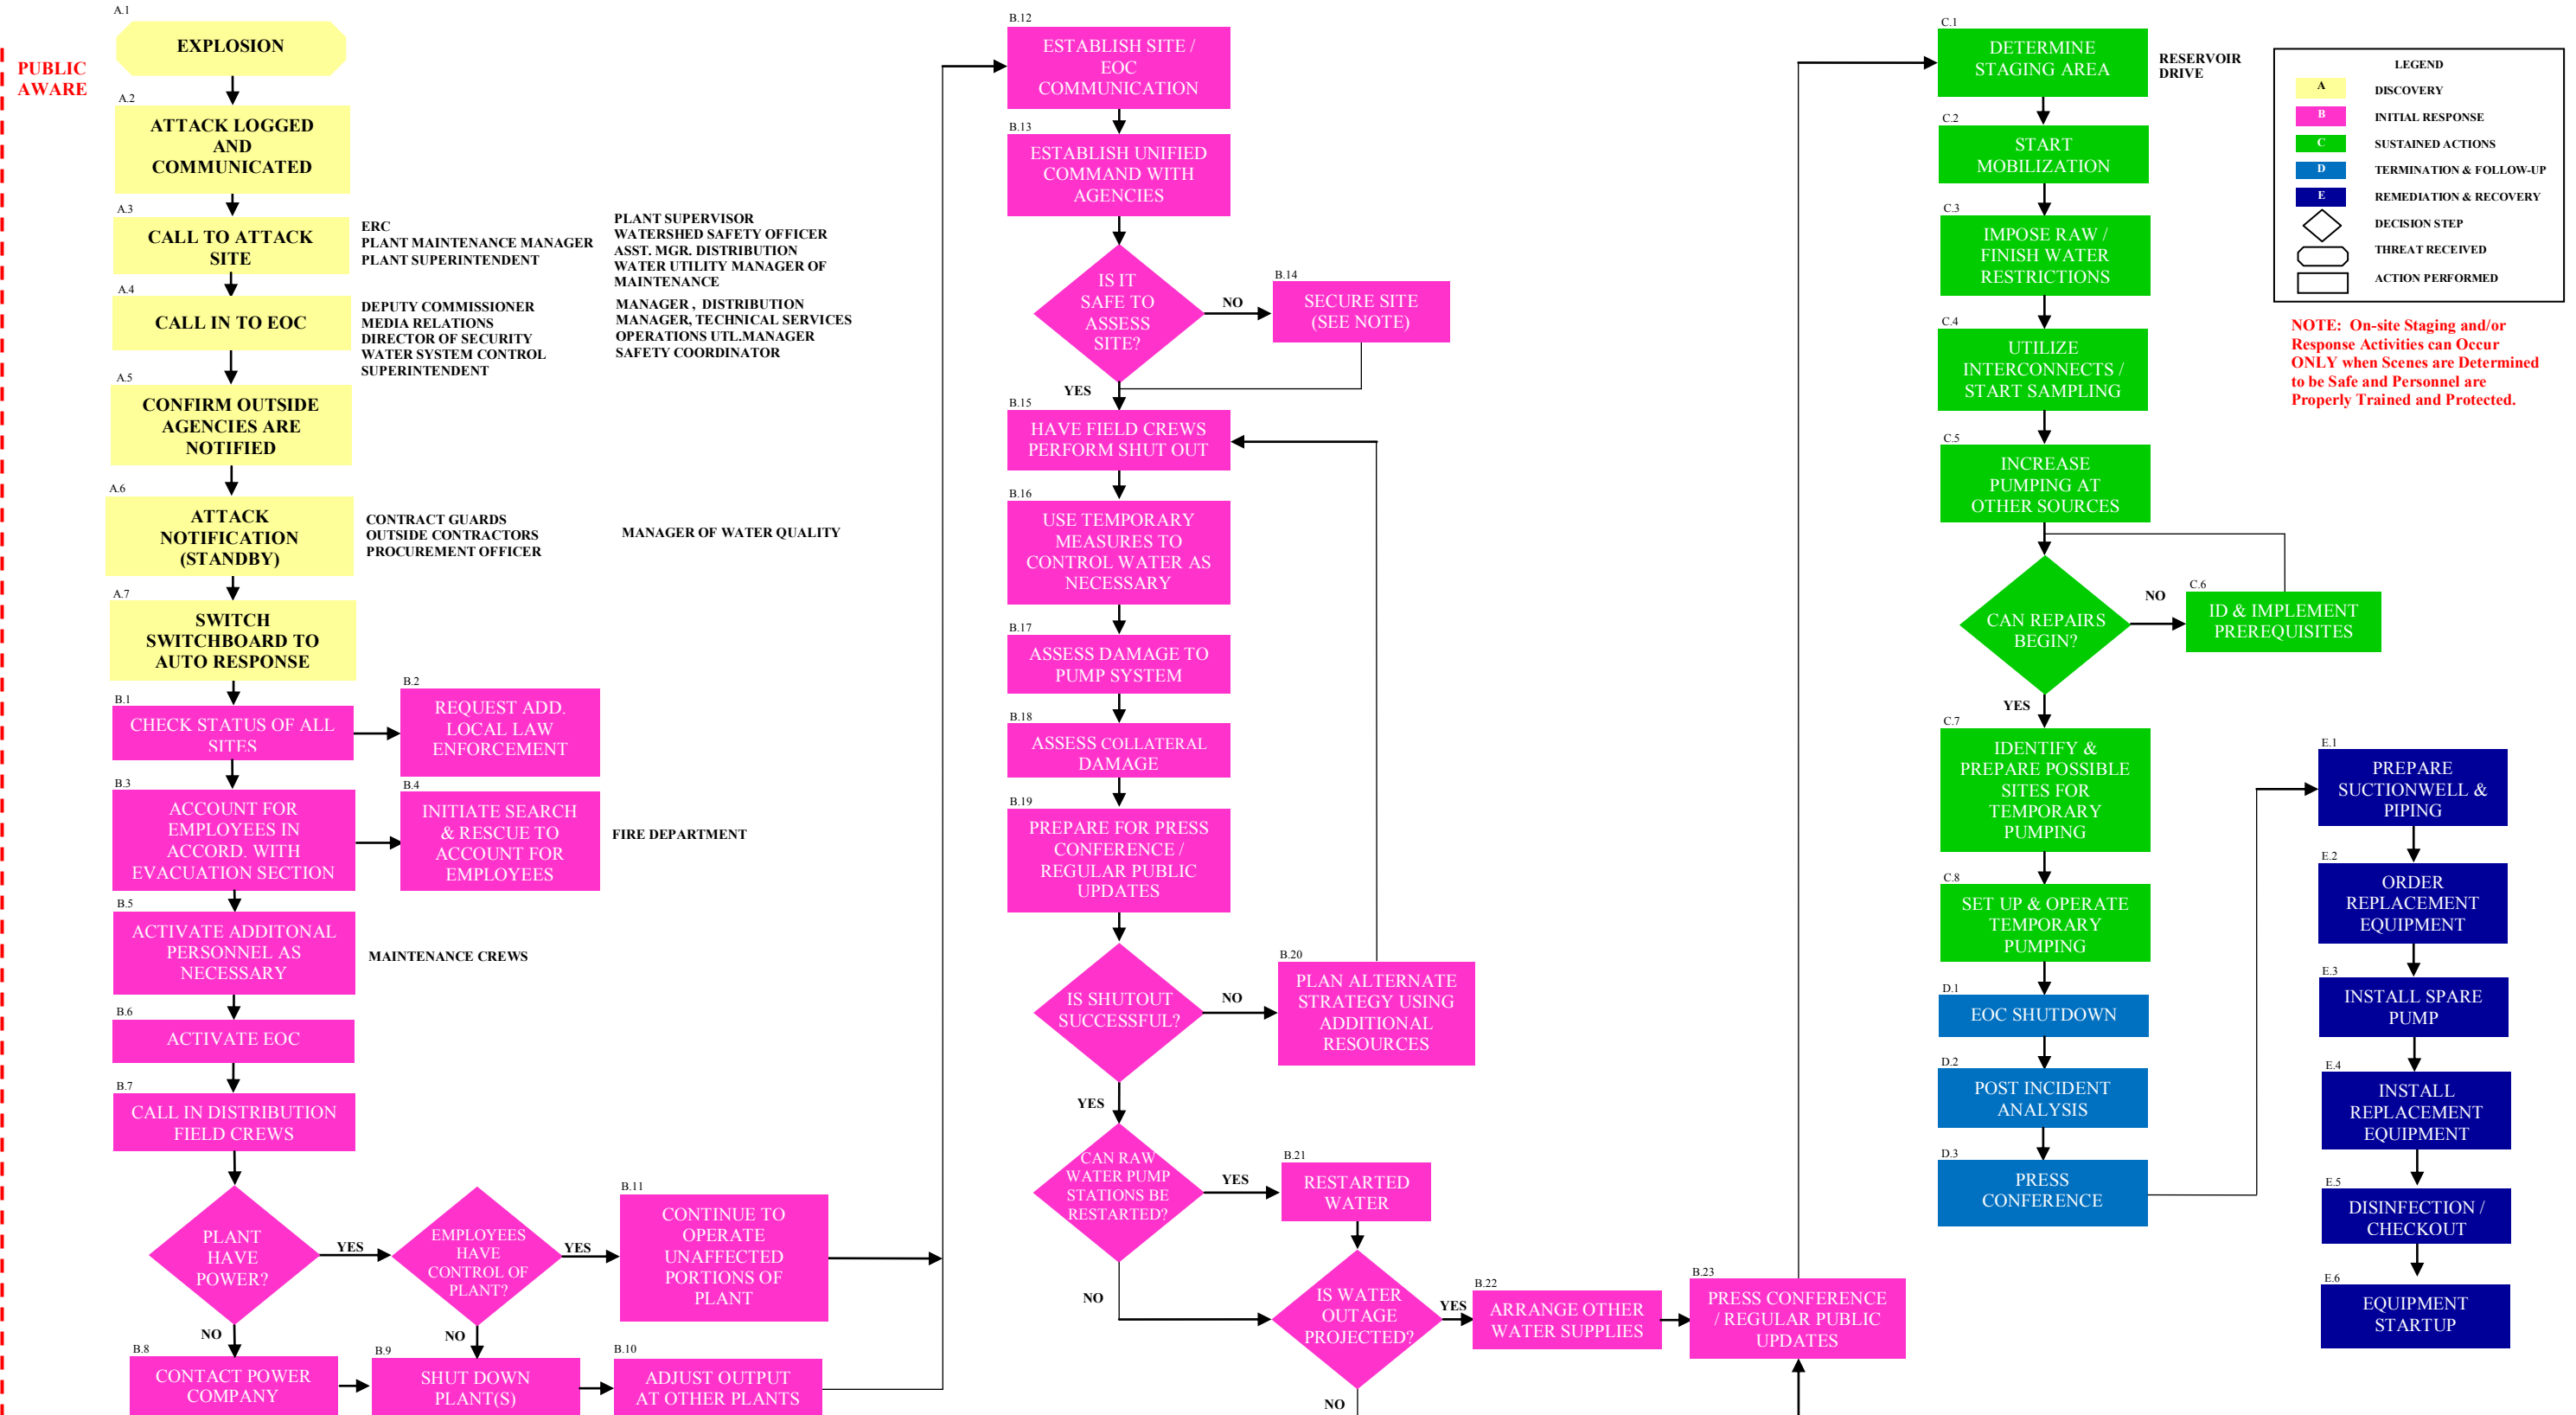 A.1
EXPLOSION
PUBLIC
AWARE
A.2
ATTACK LOGGED
AND
COMMUNICATED
A.3
CALL TO ATTACK
SITE
ERC
PLANT MAINTENANCE MANAGER
PLANT SUPERINTENDENT
PLANT SUPERVISOR
WATERSHED SAFETY OFFICER
ASST. MGR. DISTRIBUTION
WATER UTILITY MANAGER OF
MAINTENANCE
A.4
CALL IN TO EOC
DEPUTY COMMISSIONER
MEDIA RELATIONS
DIRECTOR OF SECURITY
WATER SYSTEM CONTROL
SUPERINTENDENT
MANAGER , DISTRIBUTION
MANAGER, TECHNICAL SERVICES
OPERATIONS UTL.MANAGER
SAFETY COORDINATOR
A.5
CONFIRM OUTSIDE
AGENCIES ARE
NOTIFIED
A.6
ATTACK
NOTIFICATION
(STANDBY)
CONTRACT GUARDS
OUTSIDE CONTRACTORS
PROCUREMENT OFFICER
MANAGER OF WATER QUALITY
A.7
SWITCH
SWITCHBOARD TO
AUTO RESPONSE
B.1
CHECK STATUS OF ALL
SITES
B.2
REQUEST ADD.
LOCAL LAW
ENFORCEMENT
B.3
ACCOUNT FOR
EMPLOYEES IN
ACCORD. WITH
EVACUATION SECTION
B.4
INITIATE SEARCH
& RESCUE TO
ACCOUNT FOR
EMPLOYEES
FIRE DEPARTMENT
B.5
ACTIVATE ADDITONAL
PERSONNEL AS
NECESSARY
MAINTENANCE CREWS
B.6
ACTIVATE EOC
B.7
CALL IN DISTRIBUTION
FIELD CREWS
PLANT
HAVE
POWER?
YES
NO
EMPLOYEES
HAVE
CONTROL OF
PLANT?
YES
NO
B.11
CONTINUE TO
OPERATE
UNAFFECTED
PORTIONS OF
PLANT
B.8
CONTACT POWER
COMPANY
B.9
SHUT DOWN
PLANT(S)
B.10
ADJUST OUTPUT
AT OTHER PLANTS
B.12
ESTABLISH SITE /
EOC
COMMUNICATION
B.13
ESTABLISH UNIFIED
COMMAND WITH
AGENCIES
IS IT
SAFE TO
ASSESS
SITE?
NO
YES
B.14
SECURE SITE
(SEE NOTE)
B.15
HAVE FIELD CREWS
PERFORM SHUT OUT
B.16
USE TEMPORARY
MEASURES TO
CONTROL WATER AS
NECESSARY
B.17
ASSESS DAMAGE TO
PUMP SYSTEM
B.18
ASSESS COLLATERAL
DAMAGE
B.19
PREPARE FOR PRESS
CONFERENCE /
REGULAR PUBLIC
UPDATES
IS SHUTOUT
SUCCESSFUL?
NO
YES
B.20
PLAN ALTERNATE
STRATEGY USING
ADDITIONAL
RESOURCES
CAN RAW
WATER PUMP
STATIONS BE
RESTARTED?
YES
NO
B.21
RESTARTED
WATER
IS WATER
OUTAGE
PROJECTED?
YES
NO
B.22
ARRANGE OTHER
WATER SUPPLIES
B.23
PRESS CONFERENCE
/ REGULAR PUBLIC
UPDATES
C.1
DETERMINE
STAGING AREA
RESERVOIR
DRIVE
C.2
START
MOBILIZATION
C.3
IMPOSE RAW /
FINISH WATER
RESTRICTIONS
C.4
UTILIZE
INTERCONNECTS /
START SAMPLING
C.5
INCREASE
PUMPING AT
OTHER SOURCES
CAN REPAIRS
BEGIN?
NO
YES
C.6
ID & IMPLEMENT
PREREQUISITES
C.7
IDENTIFY &
PREPARE POSSIBLE
SITES FOR
TEMPORARY
PUMPING
C.8
SET UP & OPERATE
TEMPORARY
PUMPING
D.1
EOC SHUTDOWN
D.2
POST INCIDENT
ANALYSIS
D.3
PRESS
CONFERENCE
E.1
PREPARE
SUCTIONWELL &
PIPING
E.2
ORDER
REPLACEMENT
EQUIPMENT
E.3
INSTALL SPARE
PUMP
E.4
INSTALL
REPLACEMENT
EQUIPMENT
E.5
DISINFECTION /
CHECKOUT
E.6
EQUIPMENT
STARTUP
LEGEND
A DISCOVERY
B INITIAL RESPONSE
C SUSTAINED ACTIONS
D TERMINATION & FOLLOW-UP
E REMEDIATION & RECOVERY
DECISION STEP
THREAT RECEIVED
ACTION PERFORMED
NOTE: On-site Staging and/or
Response Activities can Occur
ONLY when Scenes are Determined
to be Safe and Personnel are
Properly Trained and Protected.